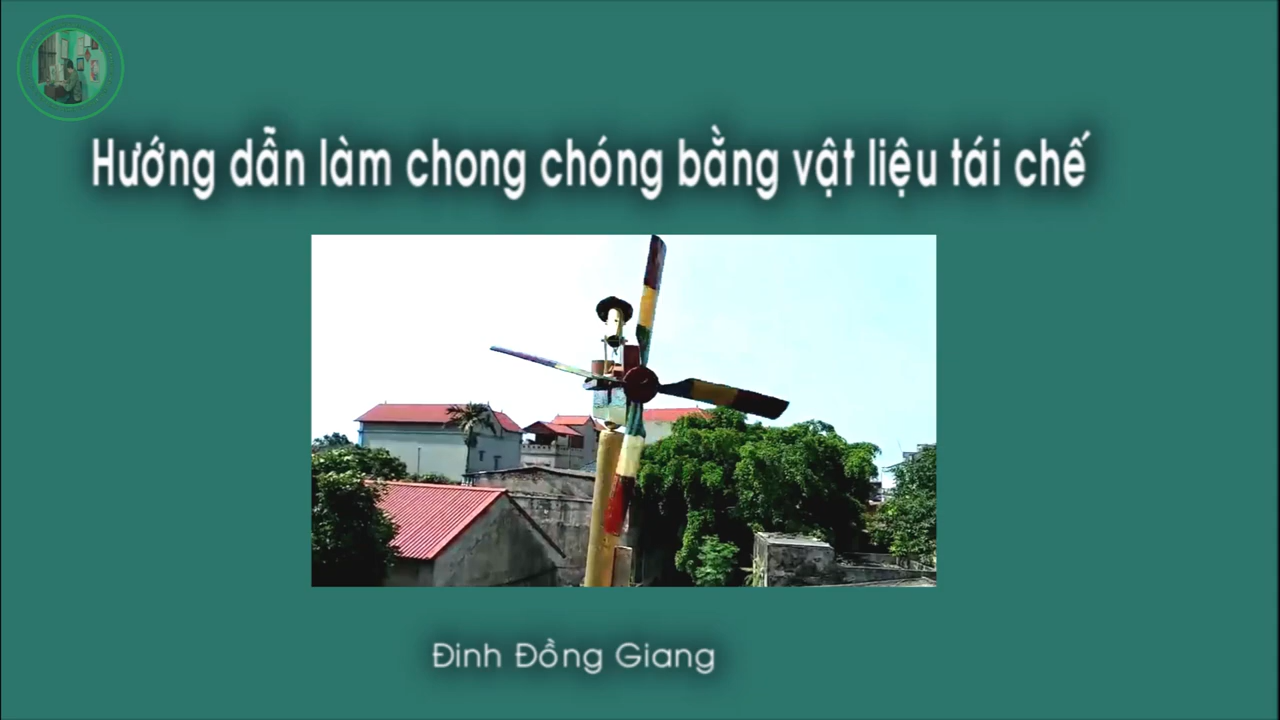 Hướng dẫn làm chong chóng bằng vật liệu tái chế
Đinh Đồng Giang